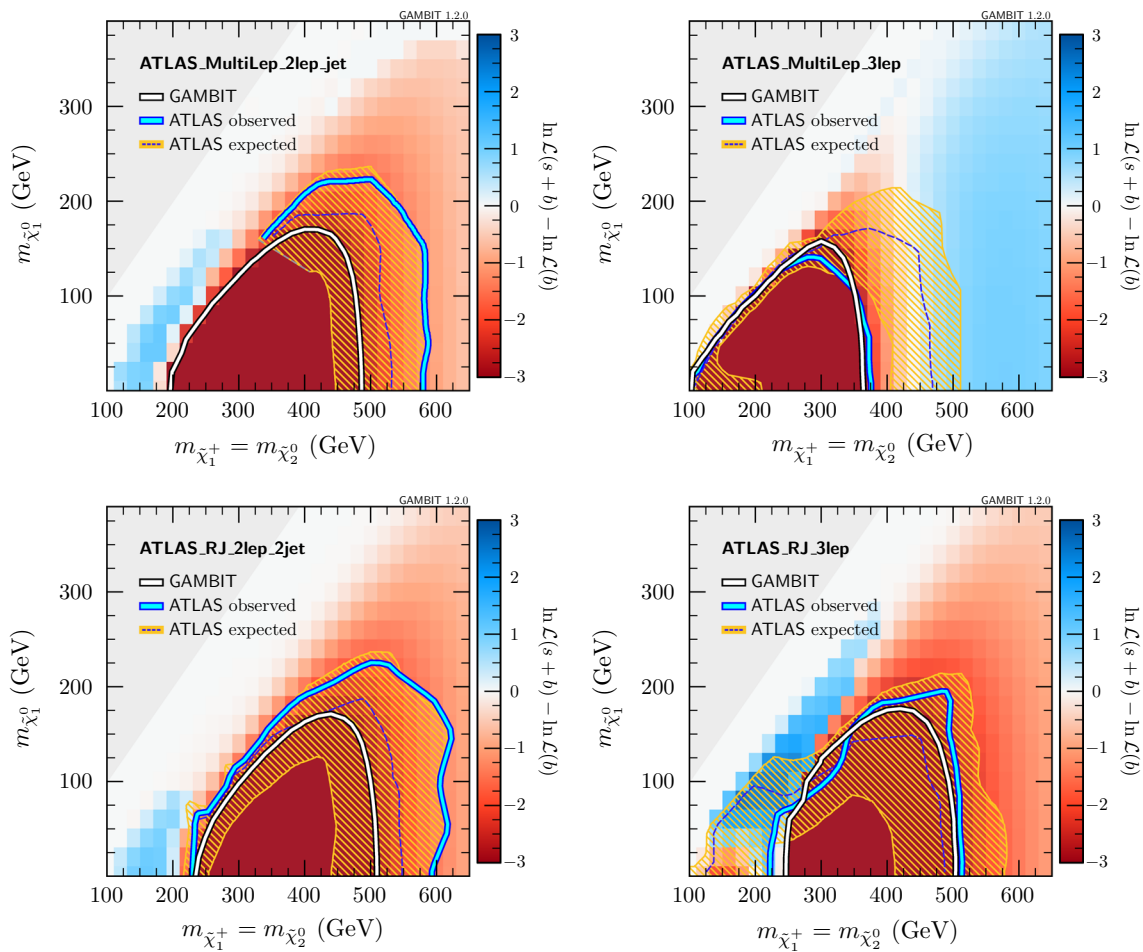 GAMBIT 1.2.0
ATLAS_MultiLep_2lep_jet
GAMBIT
ATLAS observed
ATLAS expected
300
200
100
100 200 300 400 500 600
m_{\tilde{\chi}_1^0} (GeV)
m_{\tilde{\chi}_1^+} = m_{\tilde{\chi}_2^0} (GeV)
3
2
1
0
−1
−2
−3
ln L(s + b) − ln L(b)
GAMBIT 1.2.0
ATLAS_MultiLep_3lep
GAMBIT
ATLAS observed
ATLAS expected
300
200
100
100 200 300 400 500 600
m_{\tilde{\chi}_1^0} (GeV)
m_{\tilde{\chi}_1^+} = m_{\tilde{\chi}_2^0} (GeV)
3
2
1
0
−1
−2
−3
ln L(s + b) − ln L(b)
GAMBIT 1.2.0
ATLAS_RJ_2lep_2jet
GAMBIT
ATLAS observed
ATLAS expected
300
200
100
100 200 300 400 500 600
m_{\tilde{\chi}_1^0} (GeV)
m_{\tilde{\chi}_1^+} = m_{\tilde{\chi}_2^0} (GeV)
3
2
1
0
−1
−2
−3
ln L(s + b) − ln L(b)
GAMBIT 1.2.0
ATLAS_RJ_3lep
GAMBIT
ATLAS observed
ATLAS expected
300
200
100
100 200 300 400 500 600
m_{\tilde{\chi}_1^0} (GeV)
m_{\tilde{\chi}_1^+} = m_{\tilde{\chi}_2^0} (GeV)
3
2
1
0
−1
−2
−3
ln L(s + b) − ln L(b)